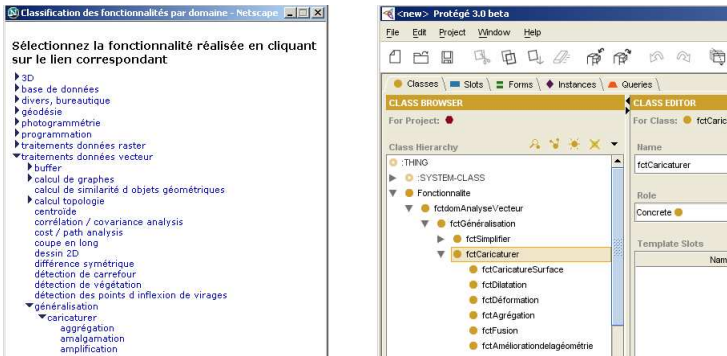 Classification des fonctionnalités par domaine - Netscape
Sélectionnez la fonctionnalité réalisée en cliquant
sur le lien correspondant
3D
base de données
divers, bureautique
géodésie
photogrammétrie
programmation
traitements données raster
traitements données vecteur
buffer
calcul de graphes
calcul de similarité d objets géométriques
calcul topologie
centroïde
corrélation / covariance analysis
cost / path analysis
coupe en long
dessin 2D
différence symétrique
détection de carrefour
détection de végétation
détection des points d inflexion de virages
généralisation
caricaturer
aggrégation
amalgamation
amplification
<new> Protégé 3.0 beta
File Edit Project Window Help
Classes Slots Forms Instances Queries
CLASS BROWSER
For Project:
Class Hierarchy
:THING
:SYSTEM-CLASS
Fonctionnalite
fctdomAnalyseVecteur
fctGénéralisation
fctSimplifier
fctCaricaturer
fctCaricatureSurface
fctDilatation
fctDéformation
fctAgrégation
fctFusion
fctAméliorationdelagéométrie
CLASS EDITOR
For Class: fctCaric
Name
fctCaricaturer
Role
Concrete
Template Slots
Nam